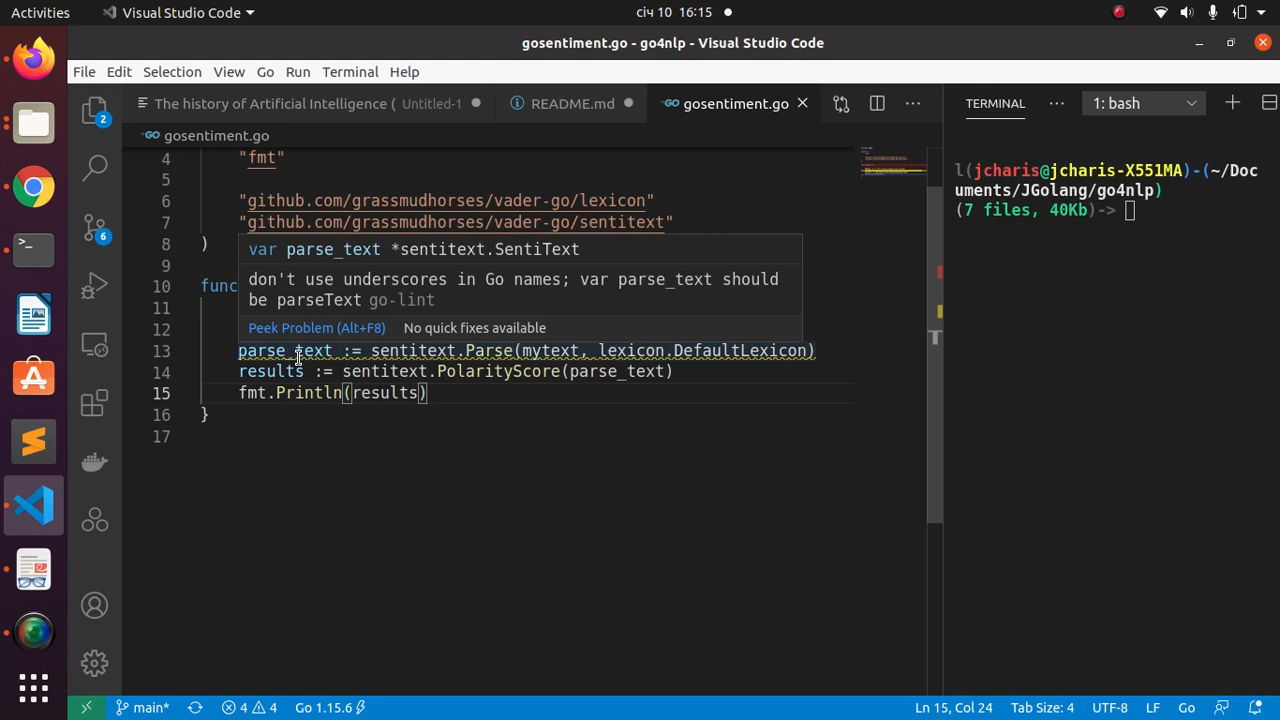 Activities
Visual Studio Code
січ 10 16:15
gosentiment.go - go4nlp - Visual Studio Code
File Edit Selection View Go Run Terminal Help
The history of Artificial Intelligence ( Untitled-1
README.md
gosentiment.go
TERMINAL
1: bash
gosentiment.go
4 "fmt"
5
6 "github.com/grassmudhorses/vader-go/lexicon"
7 "github.com/grassmudhorses/vader-go/sentitext"
8 )
9
10 func
11
12
var parse_text *sentitext.SentiText
don't use underscores in Go names; var parse_text should
be parseText go-lint
Peek Problem (Alt+F8) No quick fixes available
13 parse_text := sentitext.Parse(mytext, lexicon.DefaultLexicon)
14 results := sentitext.PolarityScore(parse_text)
15 fmt.Println(results)
16 }
17
l(jcharis@jcharis-X551MA)-(~/Doc
uments/JGolang/go4nlp)
(7 files, 40Kb)->
2
6
main* 4 4 Go 1.15.6 Ln 15, Col 24 Tab Size: 4 UTF-8 LF Go